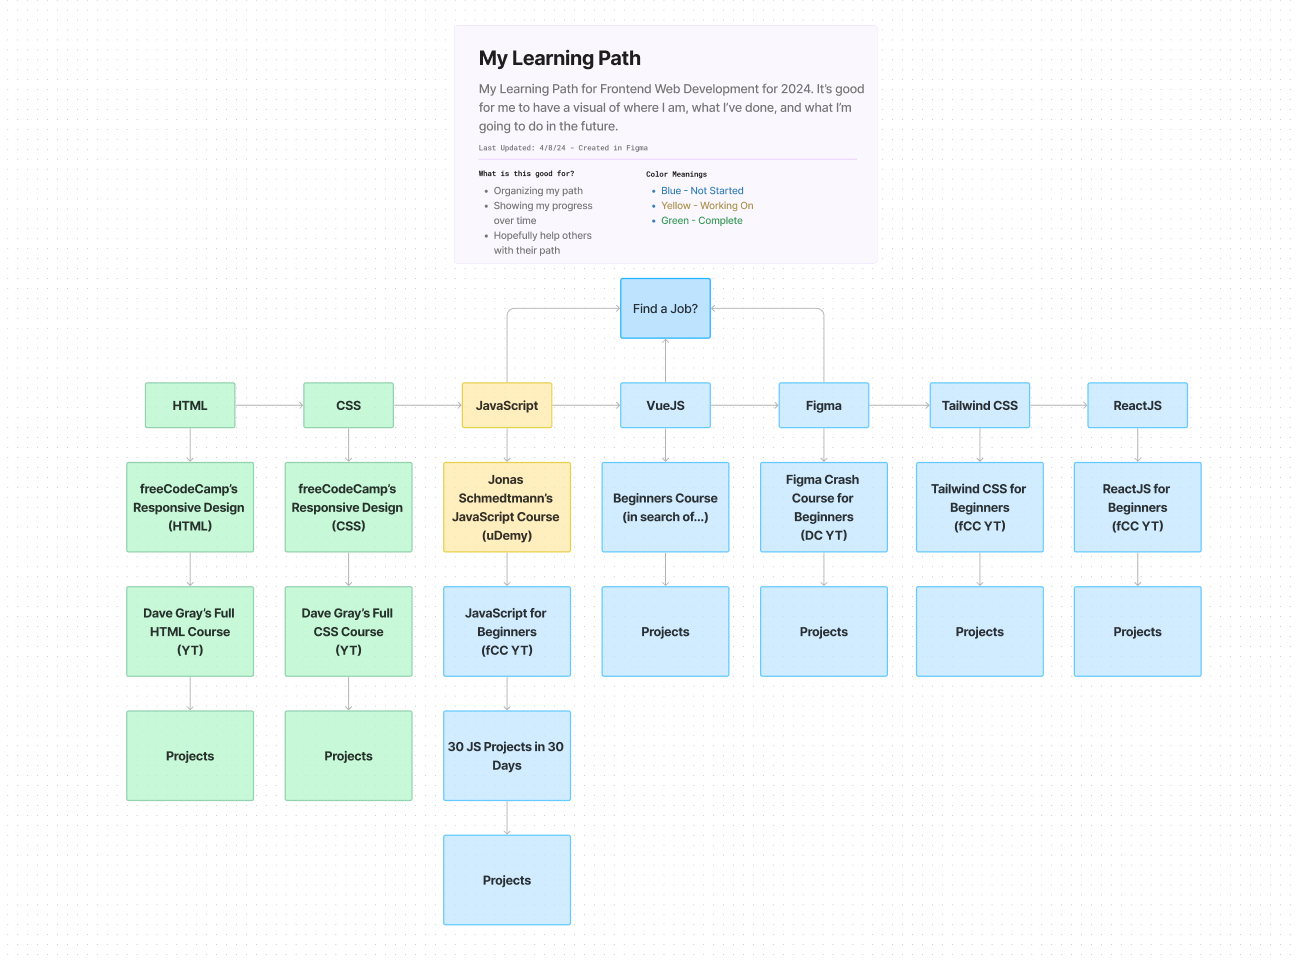 My Learning Path
My Learning Path for Frontend Web Development for 2024. It's good
for me to have a visual of where I am, what I've done, and what I'm
going to do in the future.
Last Updated: 4/8/24 - Created in Figma
What is this good for?
• Organizing my path
• Showing my progress
over time
• Hopefully help others
with their path
Color Meanings
• Blue - Not Started
• Yellow - Working On
• Green - Complete
Find a Job?
HTML
CSS
JavaScript
VueJS
Figma
Tailwind CSS
ReactJS
freeCodeCamp's
Responsive Design
(HTML)
freeCodeCamp's
Responsive Design
(CSS)
Jonas
Schmedtmann's
JavaScript Course
(uDemy)
Beginners Course
(in search of...)
Figma Crash
Course for
Beginners
(DC YT)
Tailwind CSS for
Beginners
(fCC YT)
ReactJS for
Beginners
(fCC YT)
Dave Gray's Full
HTML Course
(YT)
Dave Gray's Full
CSS Course
(YT)
JavaScript for
Beginners
(fCC YT)
Projects
Projects
Projects
Projects
Projects
Projects
30 JS Projects in 30
Days
Projects